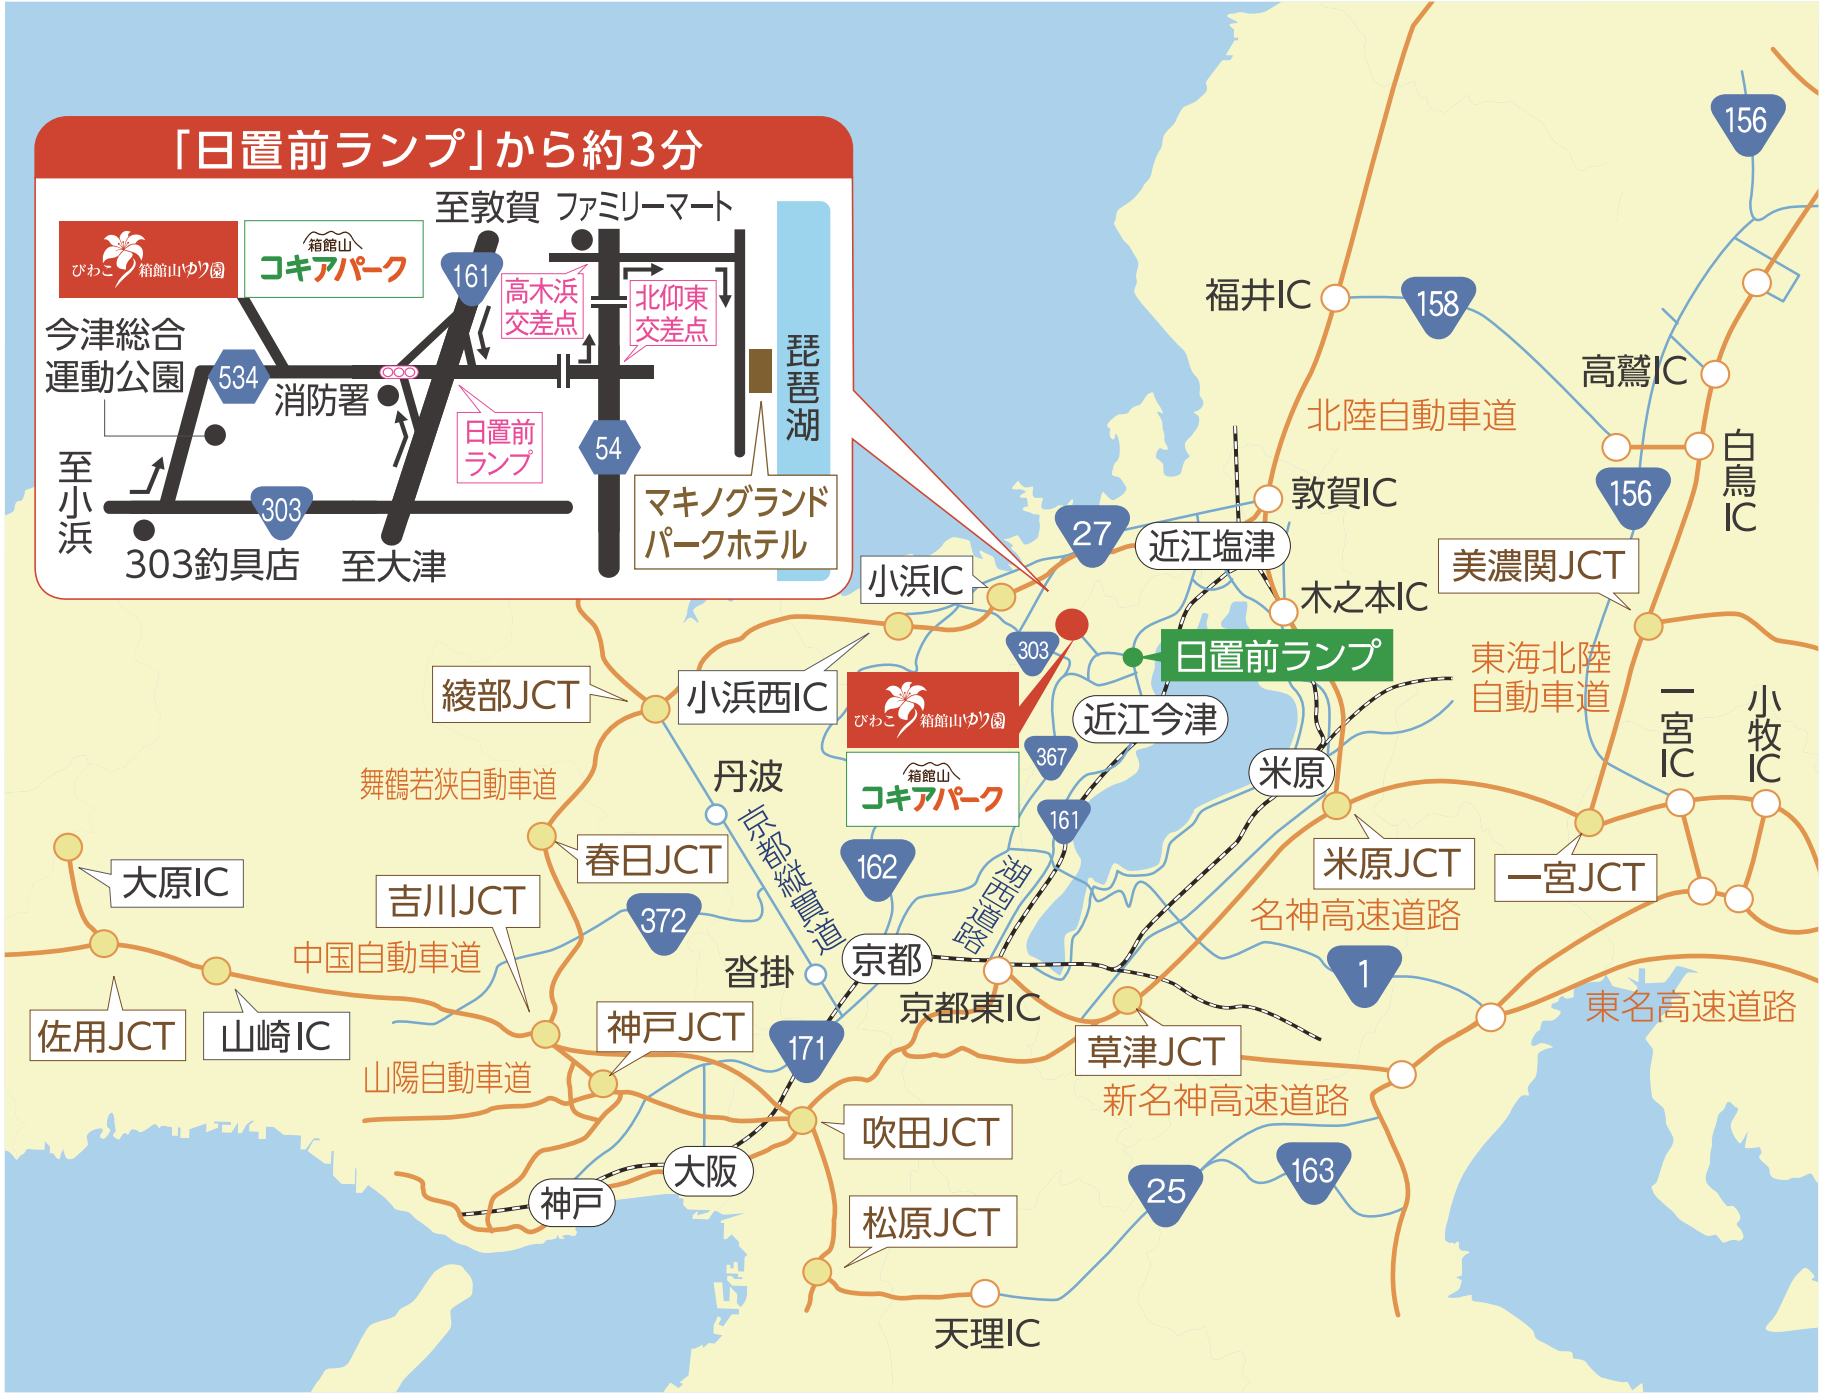 「日置前ランプ」から約3分
至敦賀
ファミリーマート
びわこ箱館山ゆり園
箱館山
コキアパーク
161
高木浜
交差点
北仰東
交差点
今津総合
運動公園
534
消防署
日置前
ランプ
54
琵琶湖
至小浜
303
マキノグランド
パークホテル
303釣具店
至大津
156
福井IC
158
高鷲IC
北陸自動車道
白鳥IC
156
敦賀IC
27
近江塩津
美濃関JCT
小浜IC
木之本IC
303
日置前ランプ
東海北陸
自動車道
綾部JCT
小浜西IC
びわこ箱館山ゆり園
近江今津
一宮IC
小牧IC
367
米原
箱館山
コキアパーク
舞鶴若狭自動車道
丹波
161
京都縦貫道
春日JCT
162
米原JCT
一宮JCT
大原IC
吉川JCT
372
湖西道路
名神高速道路
中国自動車道
京都
沓掛
1
京都東IC
東名高速道路
佐用JCT
山崎IC
神戸JCT
171
草津JCT
山陽自動車道
新名神高速道路
吹田JCT
大阪
163
25
神戸
松原JCT
天理IC